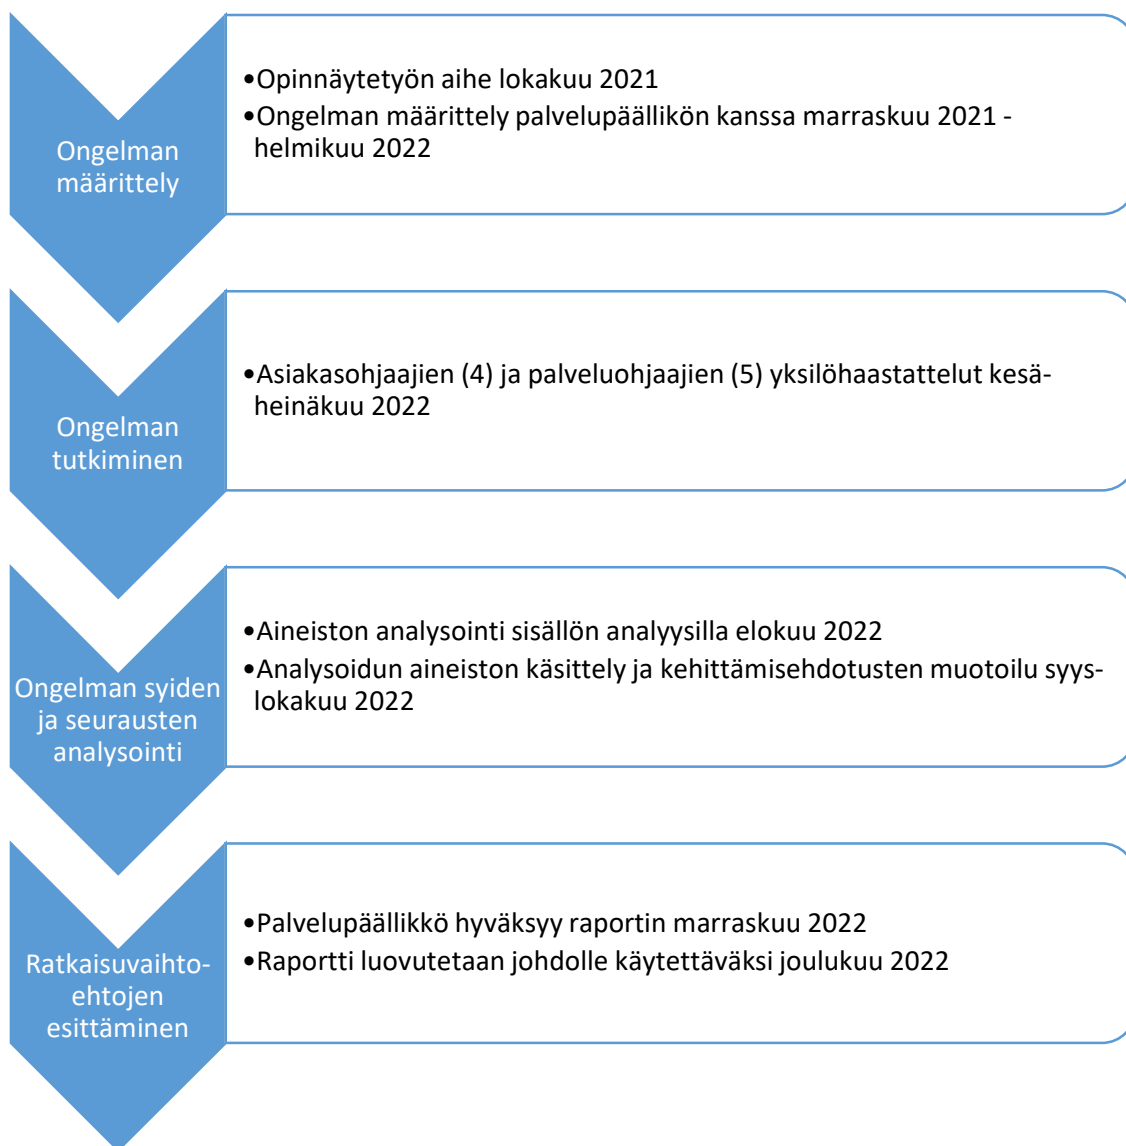 Ongelman
määrittely
•Opinnäytetyön aihe lokakuu 2021
•Ongelman määrittely palvelupäällikön kanssa marraskuu 2021 -
helmikuu 2022
Ongelman
tutkiminen
•Asiakasohjaajien (4) ja palveluohjaajien (5) yksilöhaastattelut kesä-
heinäkuu 2022
Ongelman syiden
ja seurausten
analysointi
•Aineiston analysointi sisällön analyysilla elokuu 2022
•Analysoidun aineiston käsittely ja kehittämisehdotusten muotoilu syys-
lokakuu 2022
Ratkaisuvaihto-
ehtojen
esittäminen
•Palvelupäällikkö hyväksyy raportin marraskuu 2022
•Raportti luovutetaan johdolle käytettäväksi joulukuu 2022